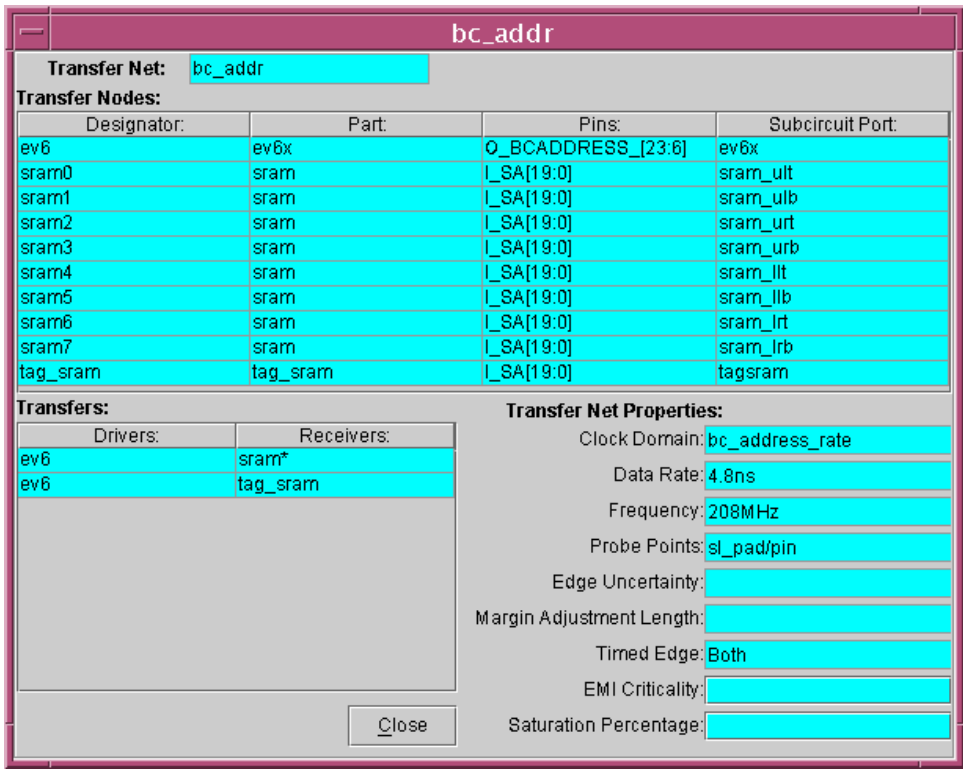 bc_addr
Transfer Net: bc_addr
Transfer Nodes:
Designator: Part: Pins: Subcircuit Port:
ev6 ev6x O_BCADDRESS_[23:6] ev6x
sram0 sram I_SA[19:0] sram_ult
sram1 sram I_SA[19:0] sram_ulb
sram2 sram I_SA[19:0] sram_urt
sram3 sram I_SA[19:0] sram_urb
sram4 sram I_SA[19:0] sram_llt
sram5 sram I_SA[19:0] sram_llb
sram6 sram I_SA[19:0] sram_lrt
sram7 sram I_SA[19:0] sram_lrb
tag_sram tag_sram I_SA[19:0] tagsram
Transfers:
Drivers: Receivers:
ev6 sram*
ev6 tag_sram
Close
Transfer Net Properties:
Clock Domain: bc_address_rate
Data Rate: 4.8ns
Frequency: 208MHz
Probe Points: sl_pad/pin
Edge Uncertainty:
Margin Adjustment Length:
Timed Edge: Both
EMI Criticality:
Saturation Percentage: